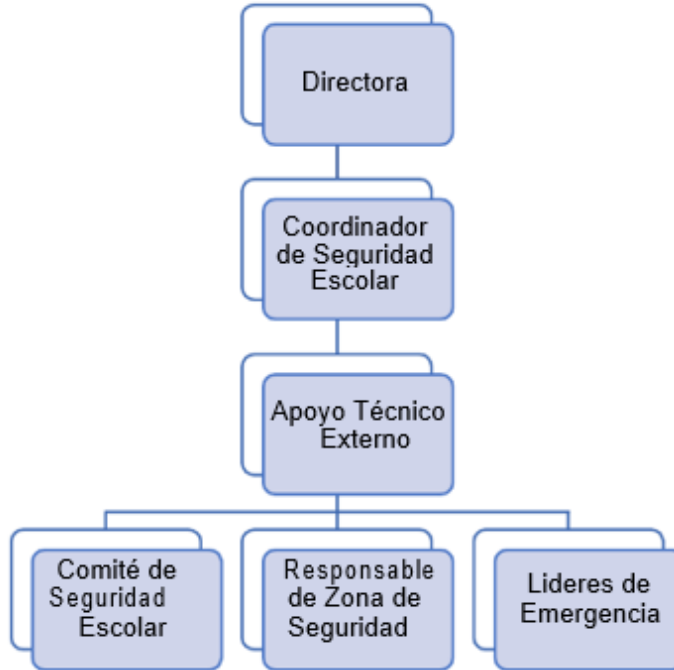 Directora
Coordinador
de Seguridad
Escolar
Apoyo Técnico
Externo
Comité de
Seguridad
Escolar
Responsable
de Zona de
Seguridad
Lideres de
Emergencia